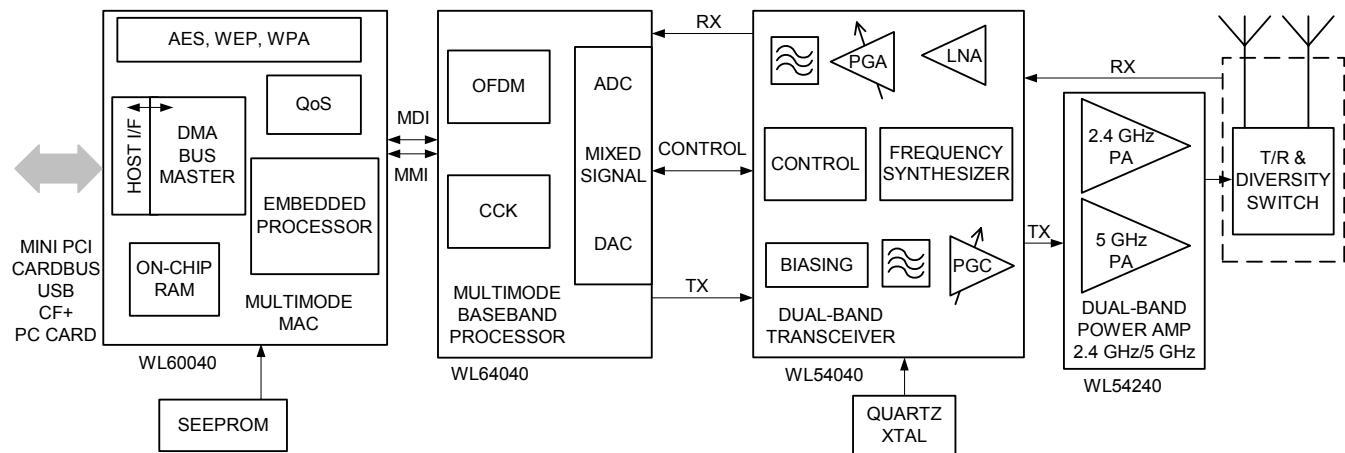 AES, WEP, WPA
QoS
HOST I/F
DMA
BUS
MASTER
EMBEDDED
PROCESSOR
ON-CHIP
RAM
MULTIMODE
MAC
WL60040
MINI PCI
CARDBUS
USB
CF+
PC CARD
SEEPROM
MDI
MMI
OFDM
CCK
ADC
MIXED
SIGNAL
DAC
MULTIMODE
BASEBAND
PROCESSOR
WL64040
RX
CONTROL
TX
PGA
LNA
CONTROL
FREQUENCY
SYNTHESIZER
BIASING
PGC
DUAL-BAND
TRANSCEIVER
WL54040
QUARTZ
XTAL
RX
TX
2.4 GHz
PA
5 GHz
PA
DUAL-BAND
POWER AMP
2.4 GHz/5 GHz
WL54240
T/R &
DIVERSITY
SWITCH